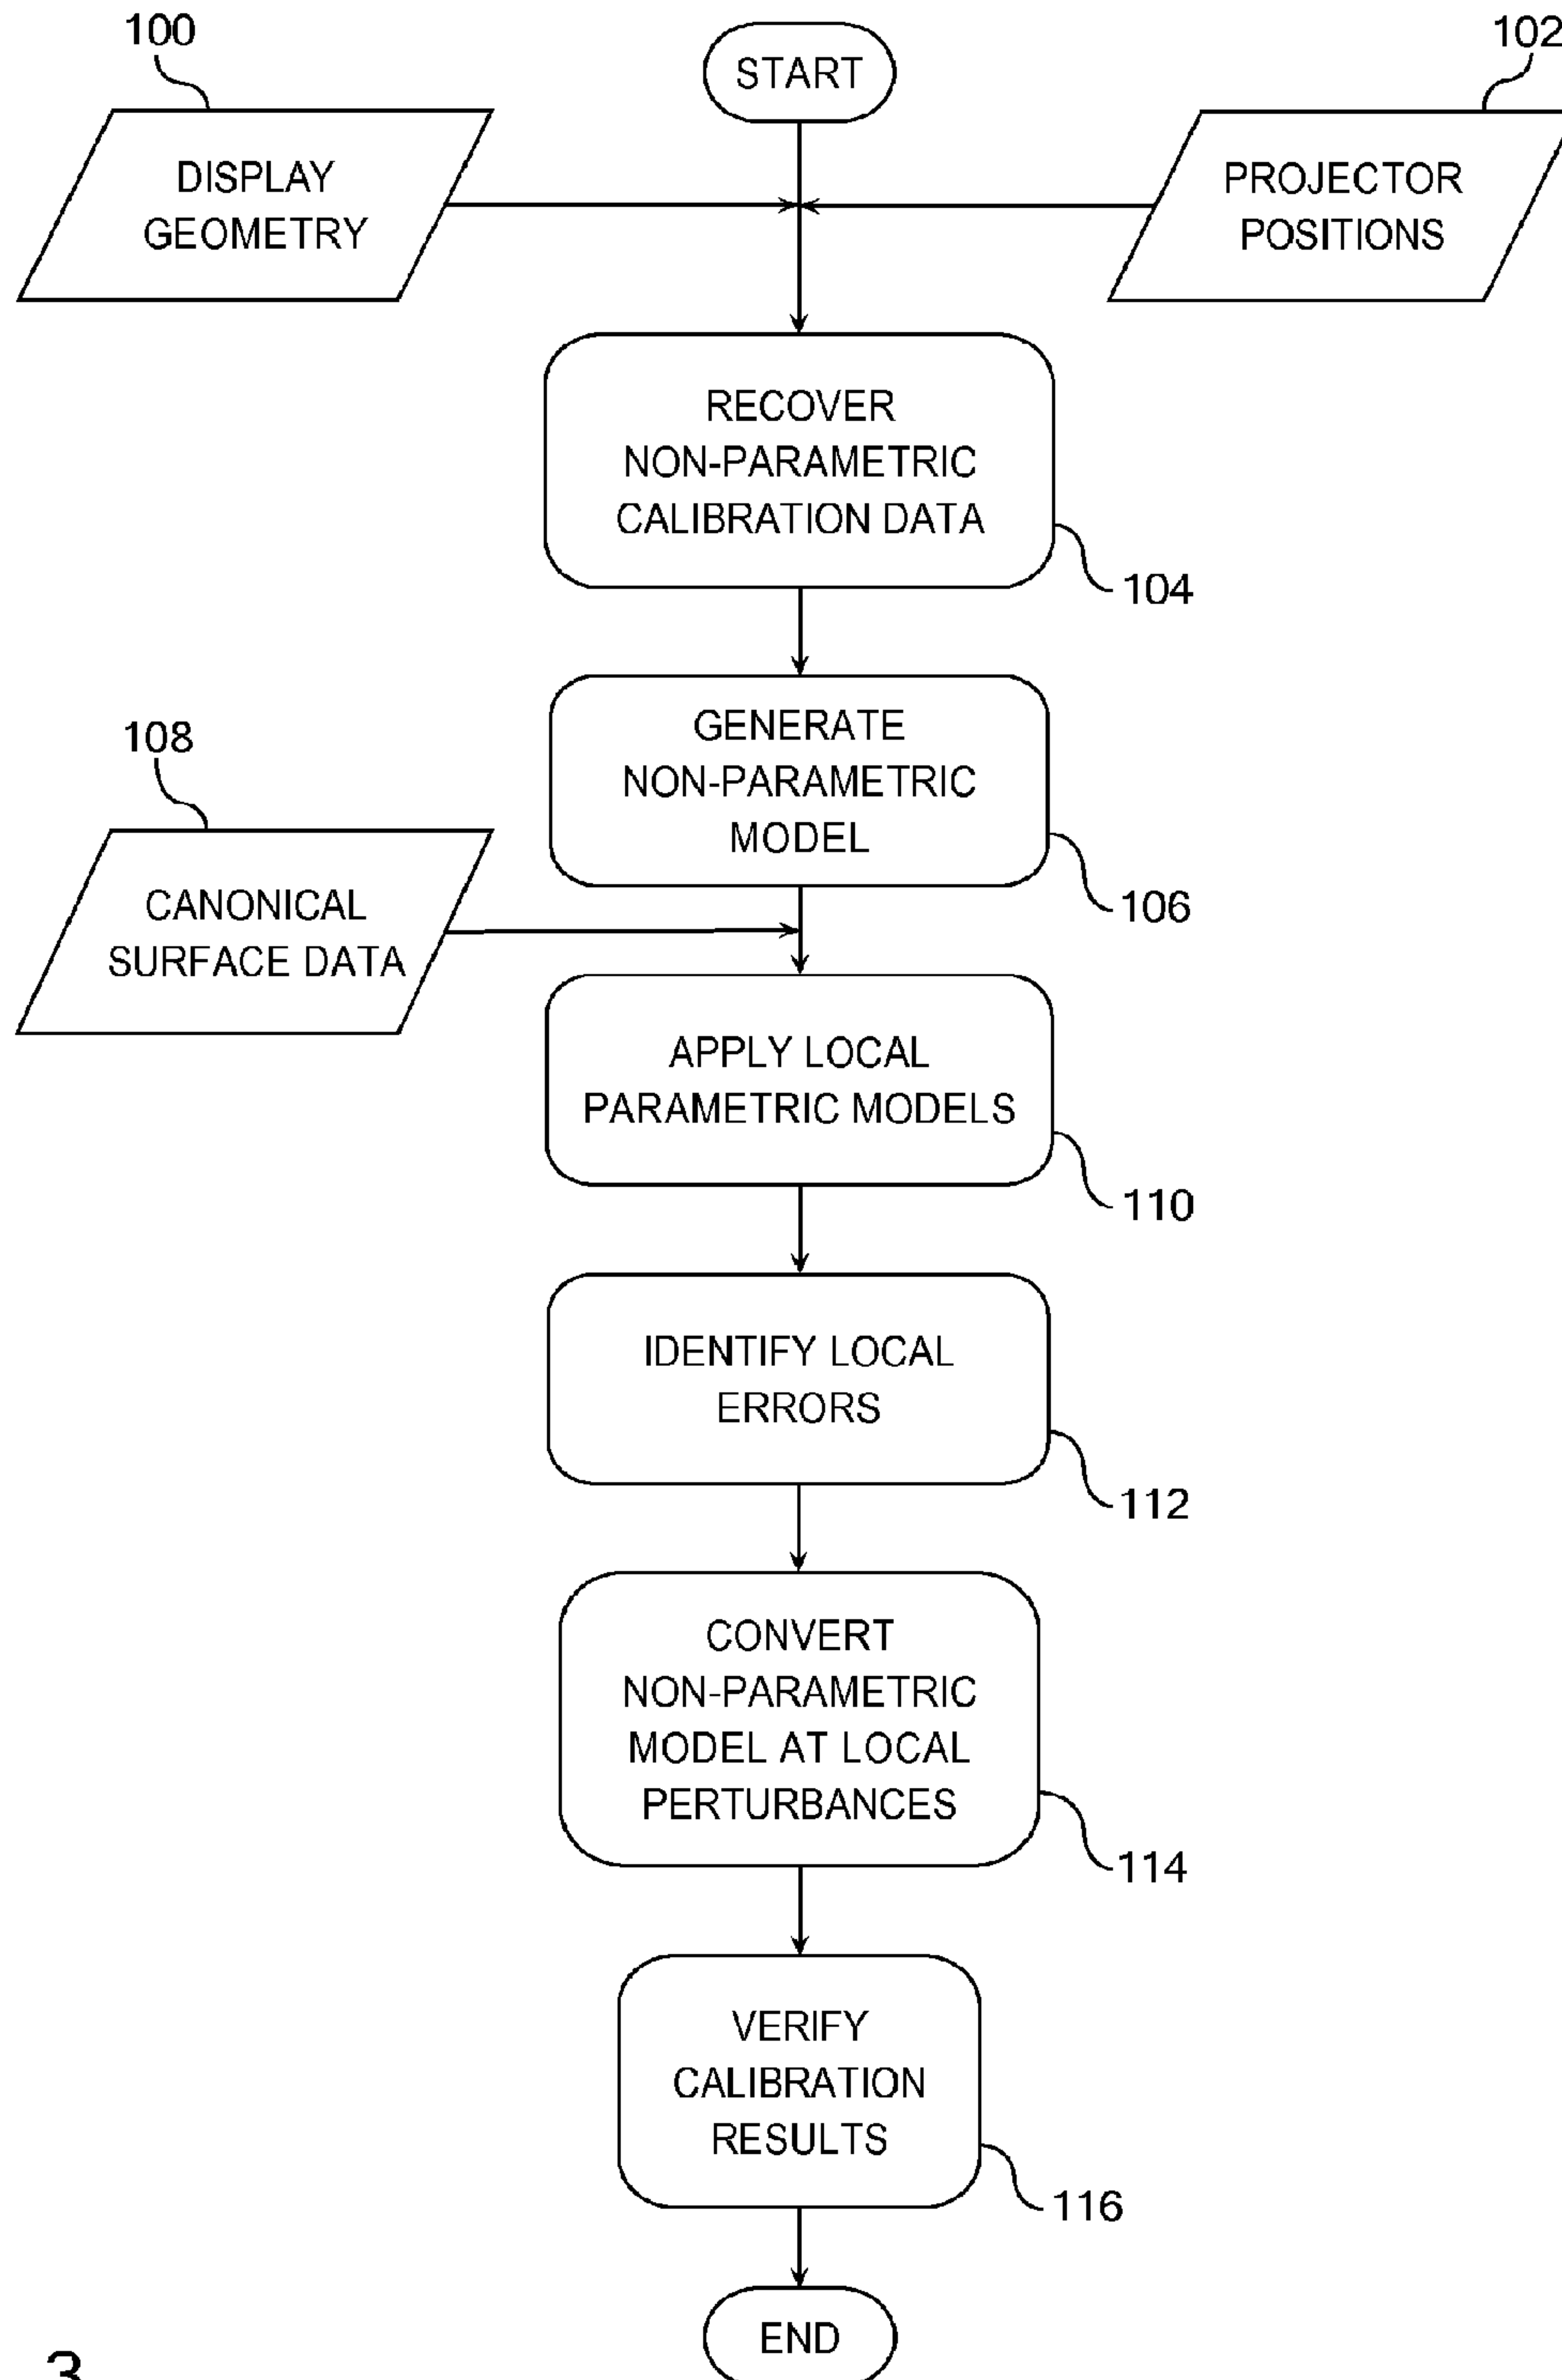 100
START
102
DISPLAY
GEOMETRY
PROJECTOR
POSITIONS
RECOVER
NON-PARAMETRIC
CALIBRATION DATA
104
GENERATE
NON-PARAMETRIC
MODEL
106
108
CANONICAL
SURFACE DATA
APPLY LOCAL
PARAMETRIC MODELS
110
IDENTIFY LOCAL
ERRORS
112
CONVERT
NON-PARAMETRIC
MODEL AT LOCAL
PERTURBANCES
114
VERIFY
CALIBRATION
RESULTS
116
END
3